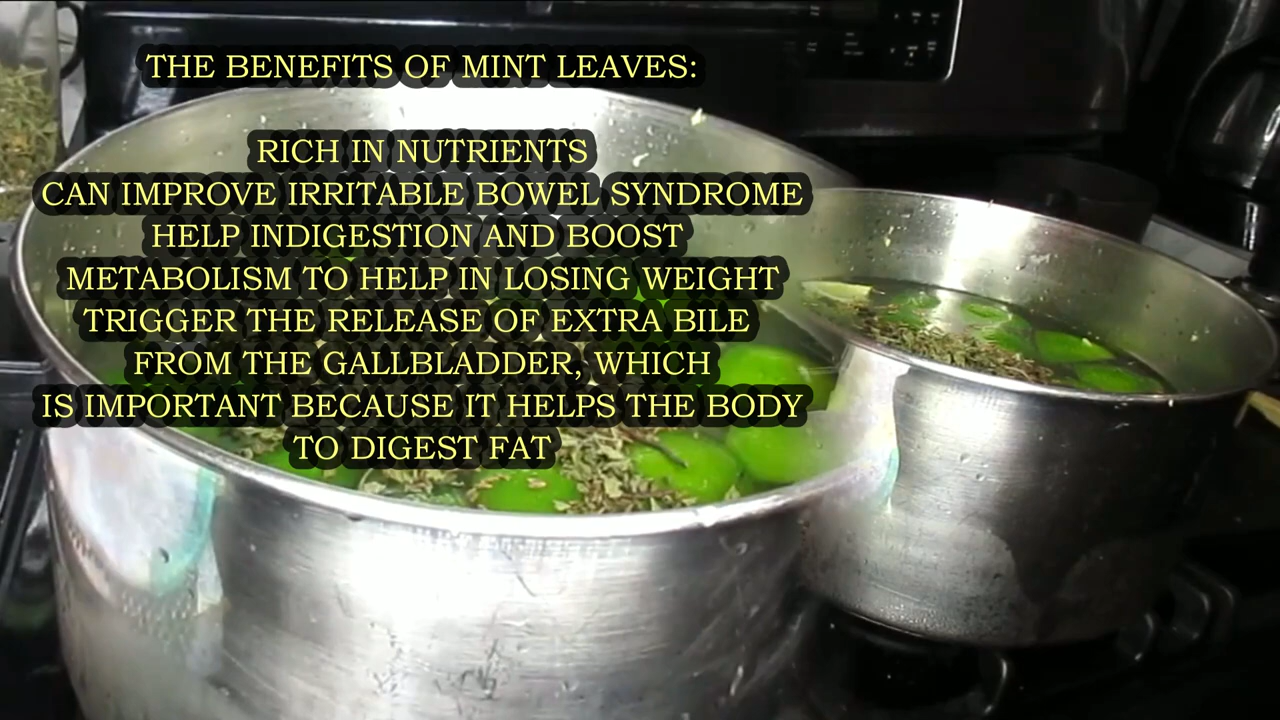 THE BENEFITS OF MINT LEAVES:
RICH IN NUTRIENTS
CAN IMPROVE IRRITABLE BOWEL SYNDROME
HELP INDIGESTION AND BOOST
METABOLISM TO HELP IN LOSING WEIGHT
TRIGGER THE RELEASE OF EXTRA BILE
FROM THE GALLBLADDER, WHICH
IS IMPORTANT BECAUSE IT HELPS THE BODY
TO DIGEST FAT